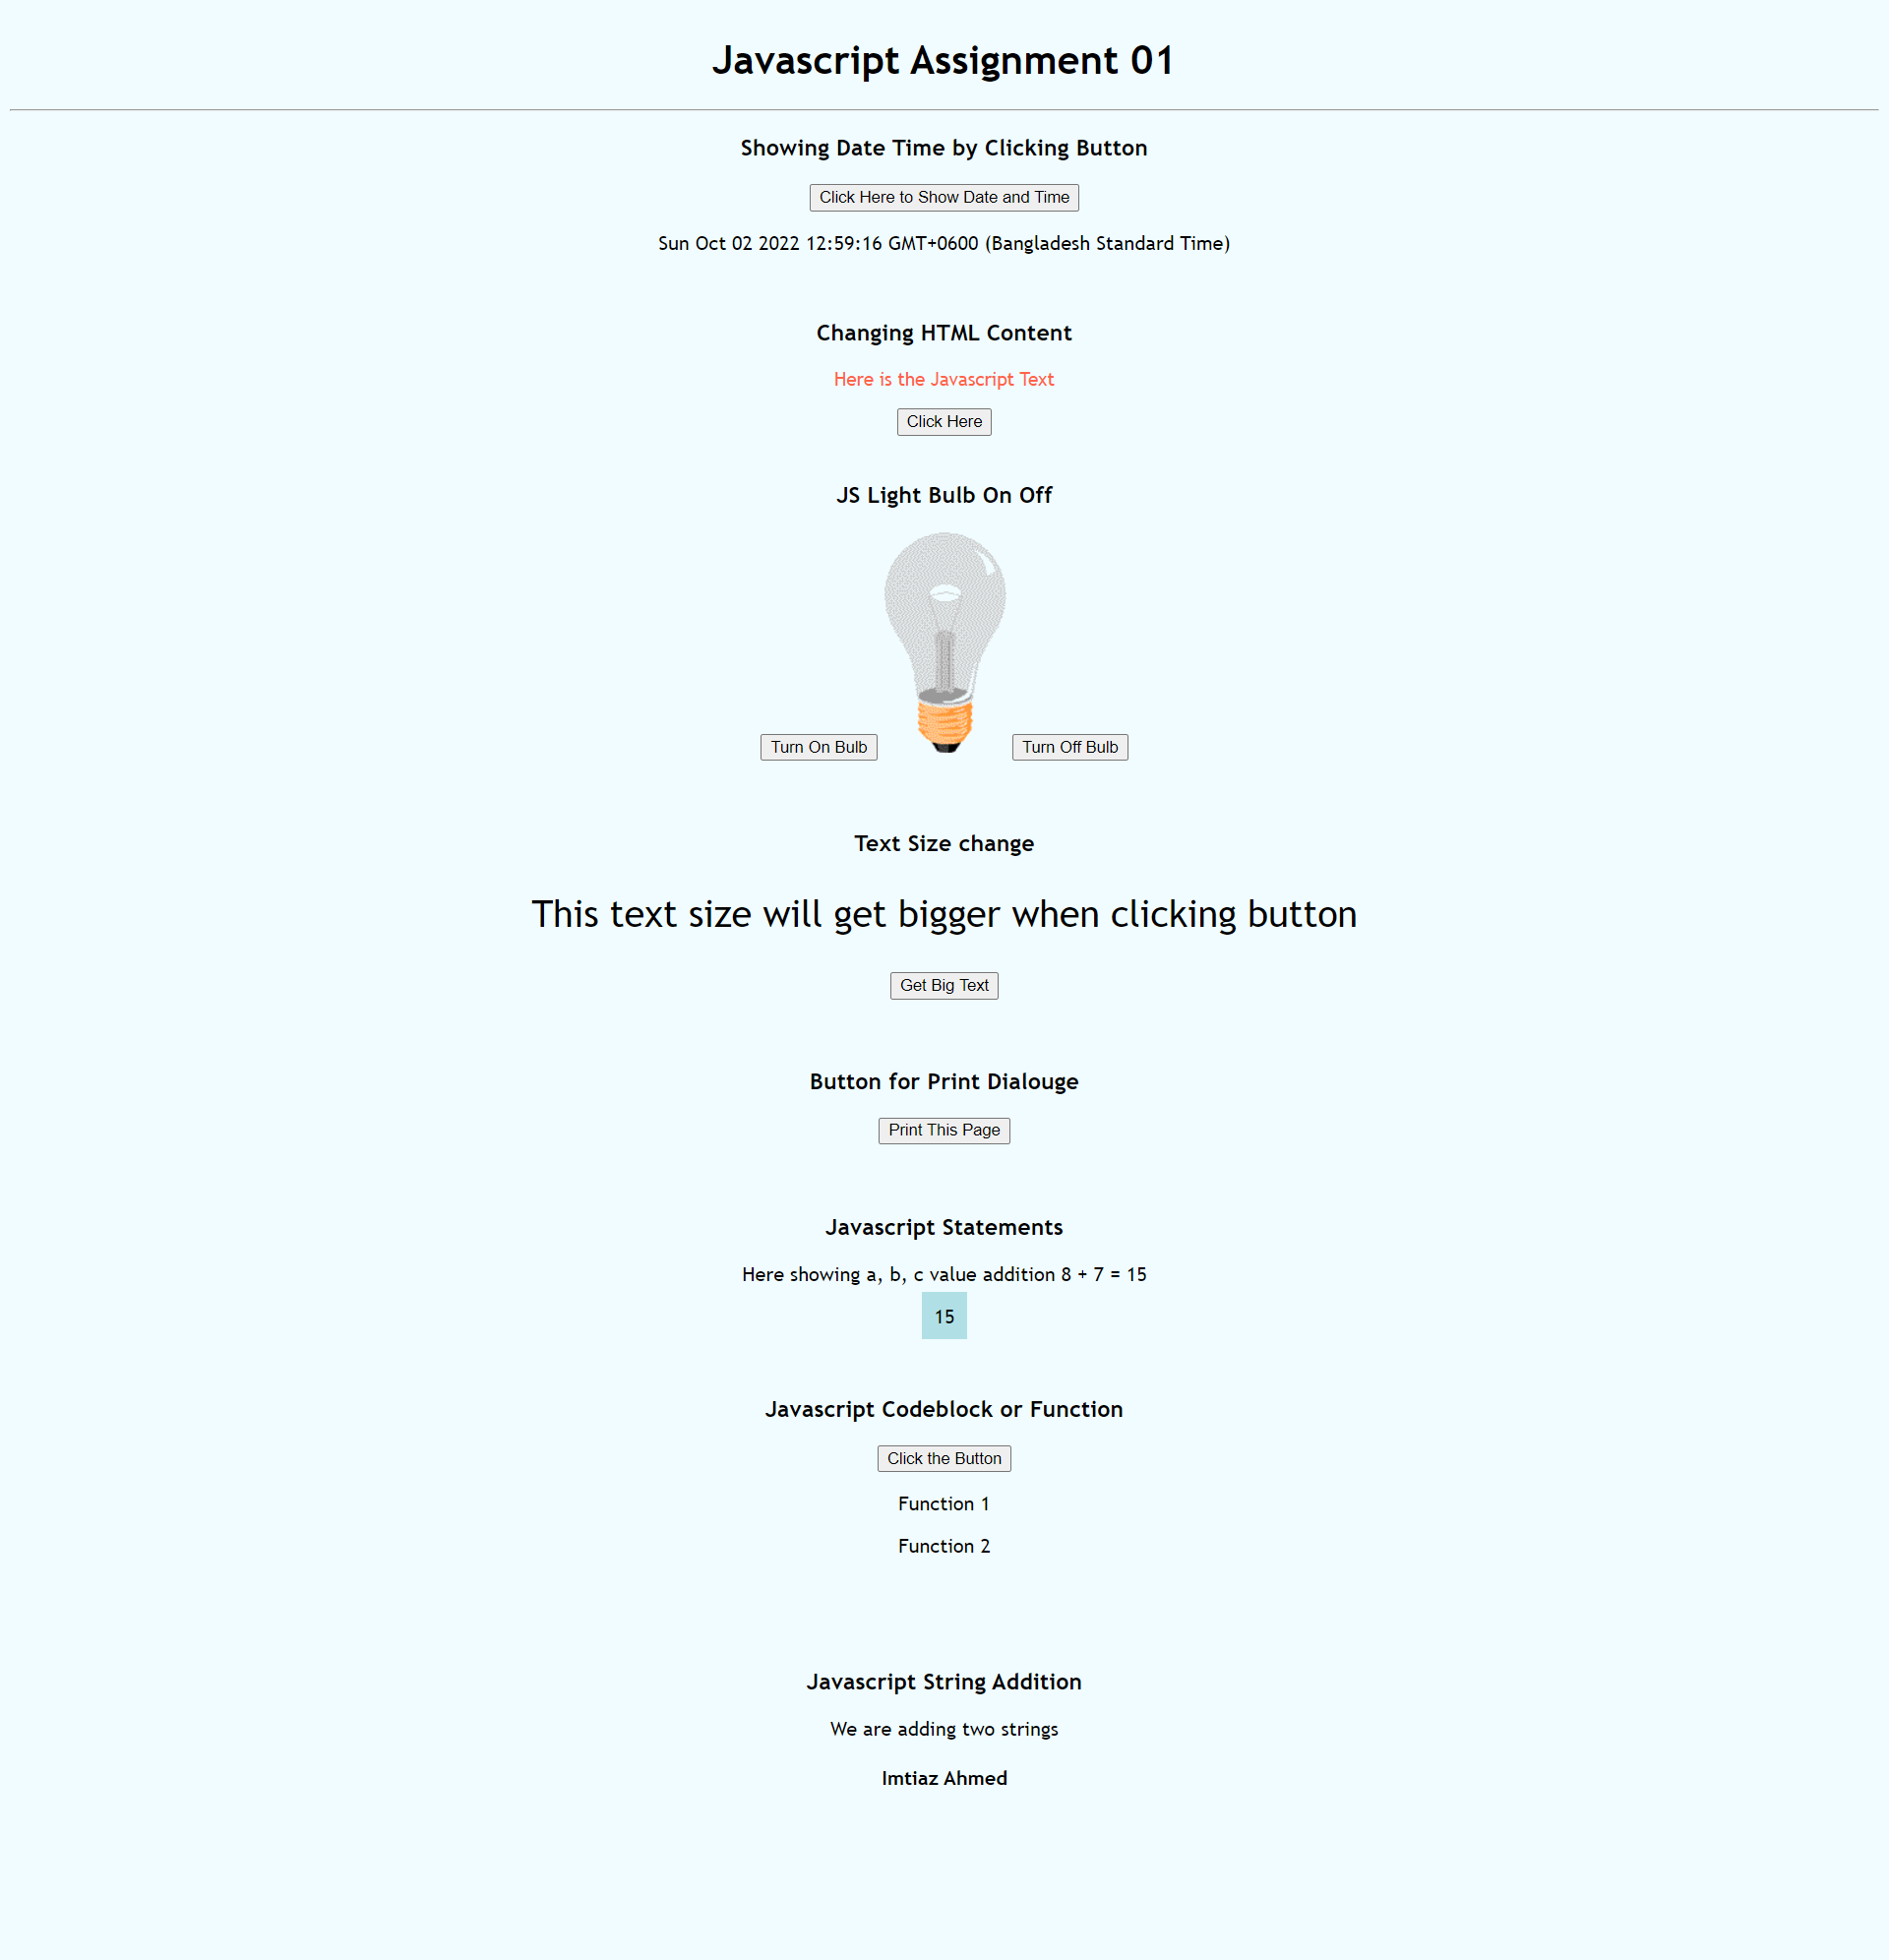 Javascript Assignment 01
Showing Date Time by Clicking Button
Click Here to Show Date and Time
Sun Oct 02 2022 12:59:16 GMT+0600 (Bangladesh Standard Time)
Changing HTML Content
Here is the Javascript Text
Click Here
JS Light Bulb On Off
Turn On Bulb Turn Off Bulb
Text Size change
This text size will get bigger when clicking button
Get Big Text
Button for Print Dialouge
Print This Page
Javascript Statements
Here showing a, b, c value addition 8 + 7 = 15
15
Javascript Codeblock or Function
Click the Button
Function 1
Function 2
Javascript String Addition
We are adding two strings
Imtiaz Ahmed